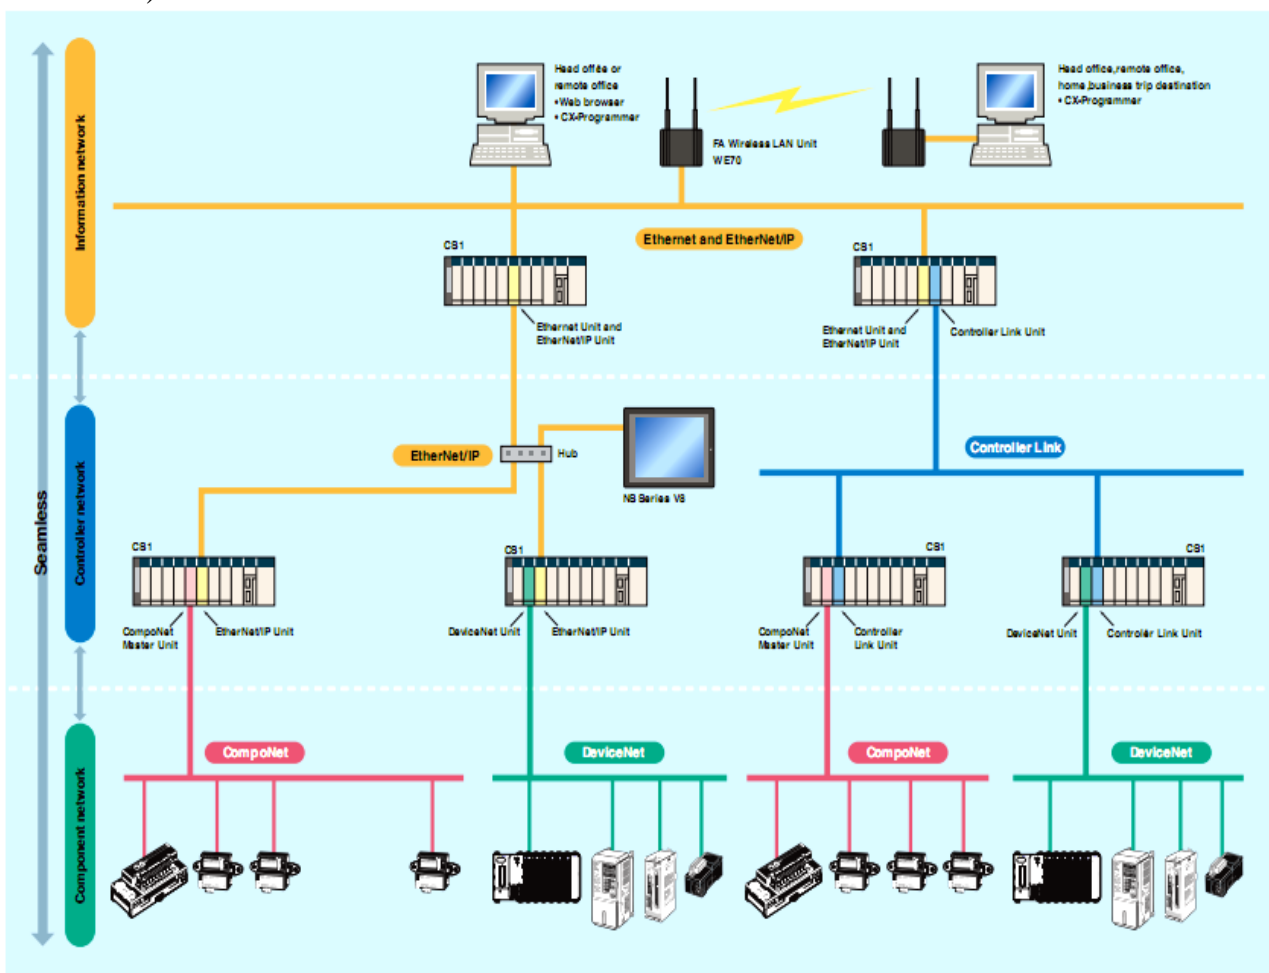 Head office or
remote office
• Web browser
• CX-Programmer
FA Wireless LAN Unit
WE70
Head office,remote office,
home,business trip destination
• CX-Programmer
Information network
Ethernet and EtherNet/IP
CS1
CS1
Ethernet Unit and
EtherNet/IP Unit
Ethernet Unit and
EtherNet/IP Unit
Controller Link Unit
Seamless
Controller network
EtherNet/IP
Hub
NS Series V8
Controller Link
CS1
CS1
CS1
CS1
CompoNet
Master Unit
EtherNet/IP Unit
DeviceNet Unit
EtherNet/IP Unit
CompoNet
Master Unit
Controller
Link Unit
DeviceNet Unit
Controller Link Unit
Component network
CompoNet
DeviceNet
CompoNet
DeviceNet